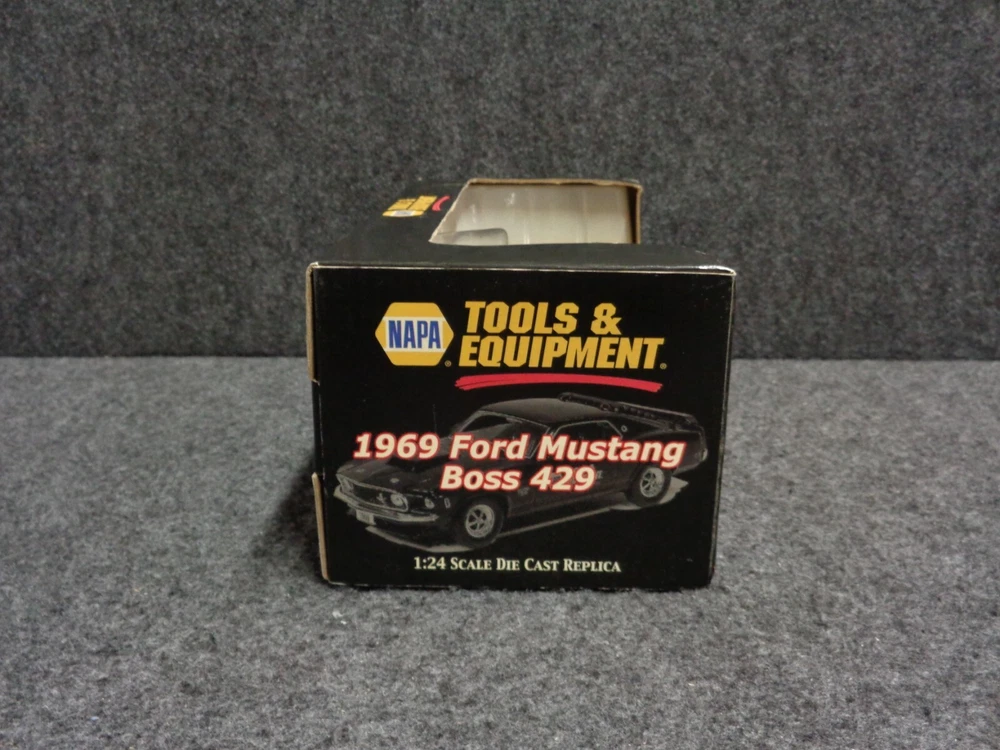 NAPA
TOOLS &
EQUIPMENT
1969 Ford Mustang
Boss 429
1:24 SCALE DIE CAST REPLICA